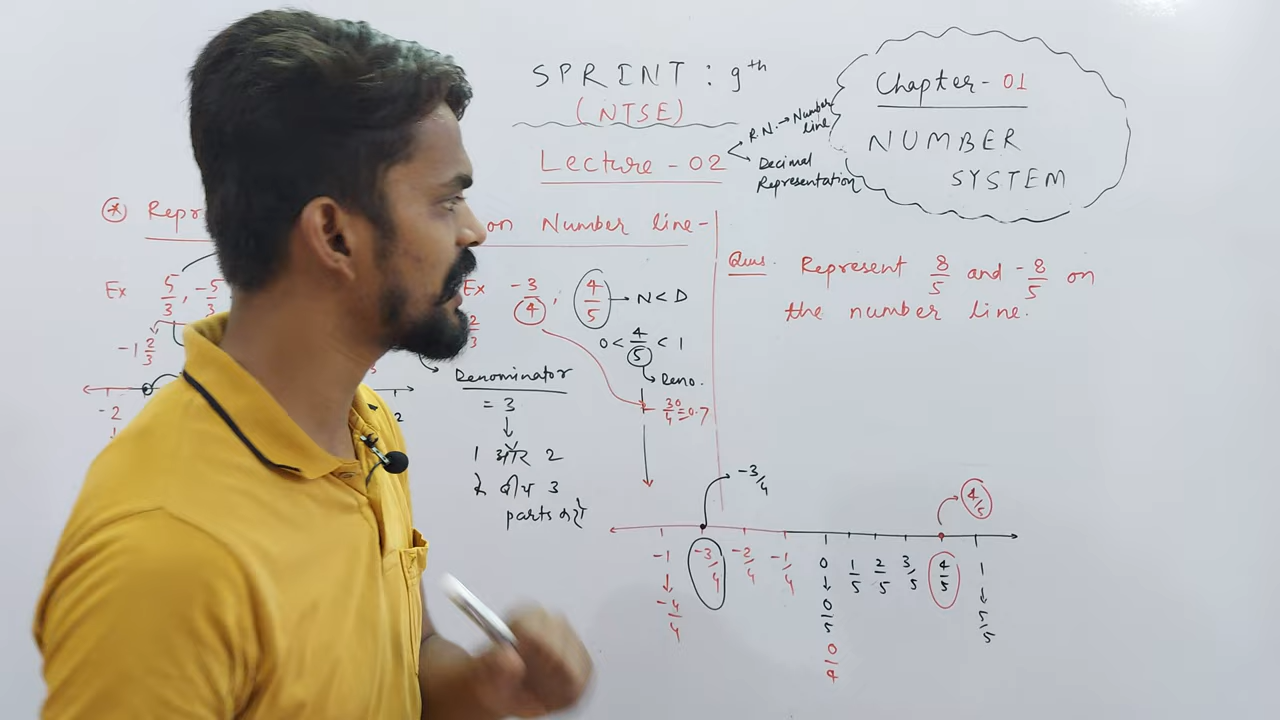 SPRINT : 9th
(NTSE)
Lecture - 02
R.N. → Number line
Decimal Representation
Chapter - 01
NUMBER
SYSTEM
* Repr on Number line -
Ex 5/3, -5/3
-1 2/3
-2
2
Ex -3/4, 4/5 → N < D
2/3
0 < 4/5 < 1
Deno.
30/4 = 0.7
Denominator
= 3
1 और 2
के बीच 3
parts करें
Ques. Represent 8/5 and -8/5 on
the number line.
-3/4
4/5
-1 -3/4 -2/4 -1/4 0 1/5 2/5 3/5 4/5 1
-4/4 0/5 5/5
0/4